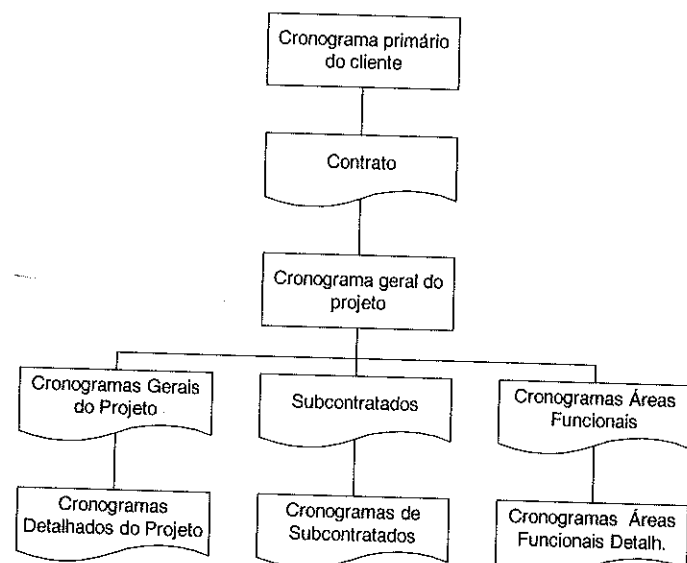 Cronograma primário
do cliente
Contrato
Cronograma geral do
projeto
Cronogramas Gerais
do Projeto
Subcontratados
Cronogramas Áreas
Funcionais
Cronogramas
Detalhados do Projeto
Cronogramas de
Subcontratados
Cronogramas Áreas
Funcionais Detalh.